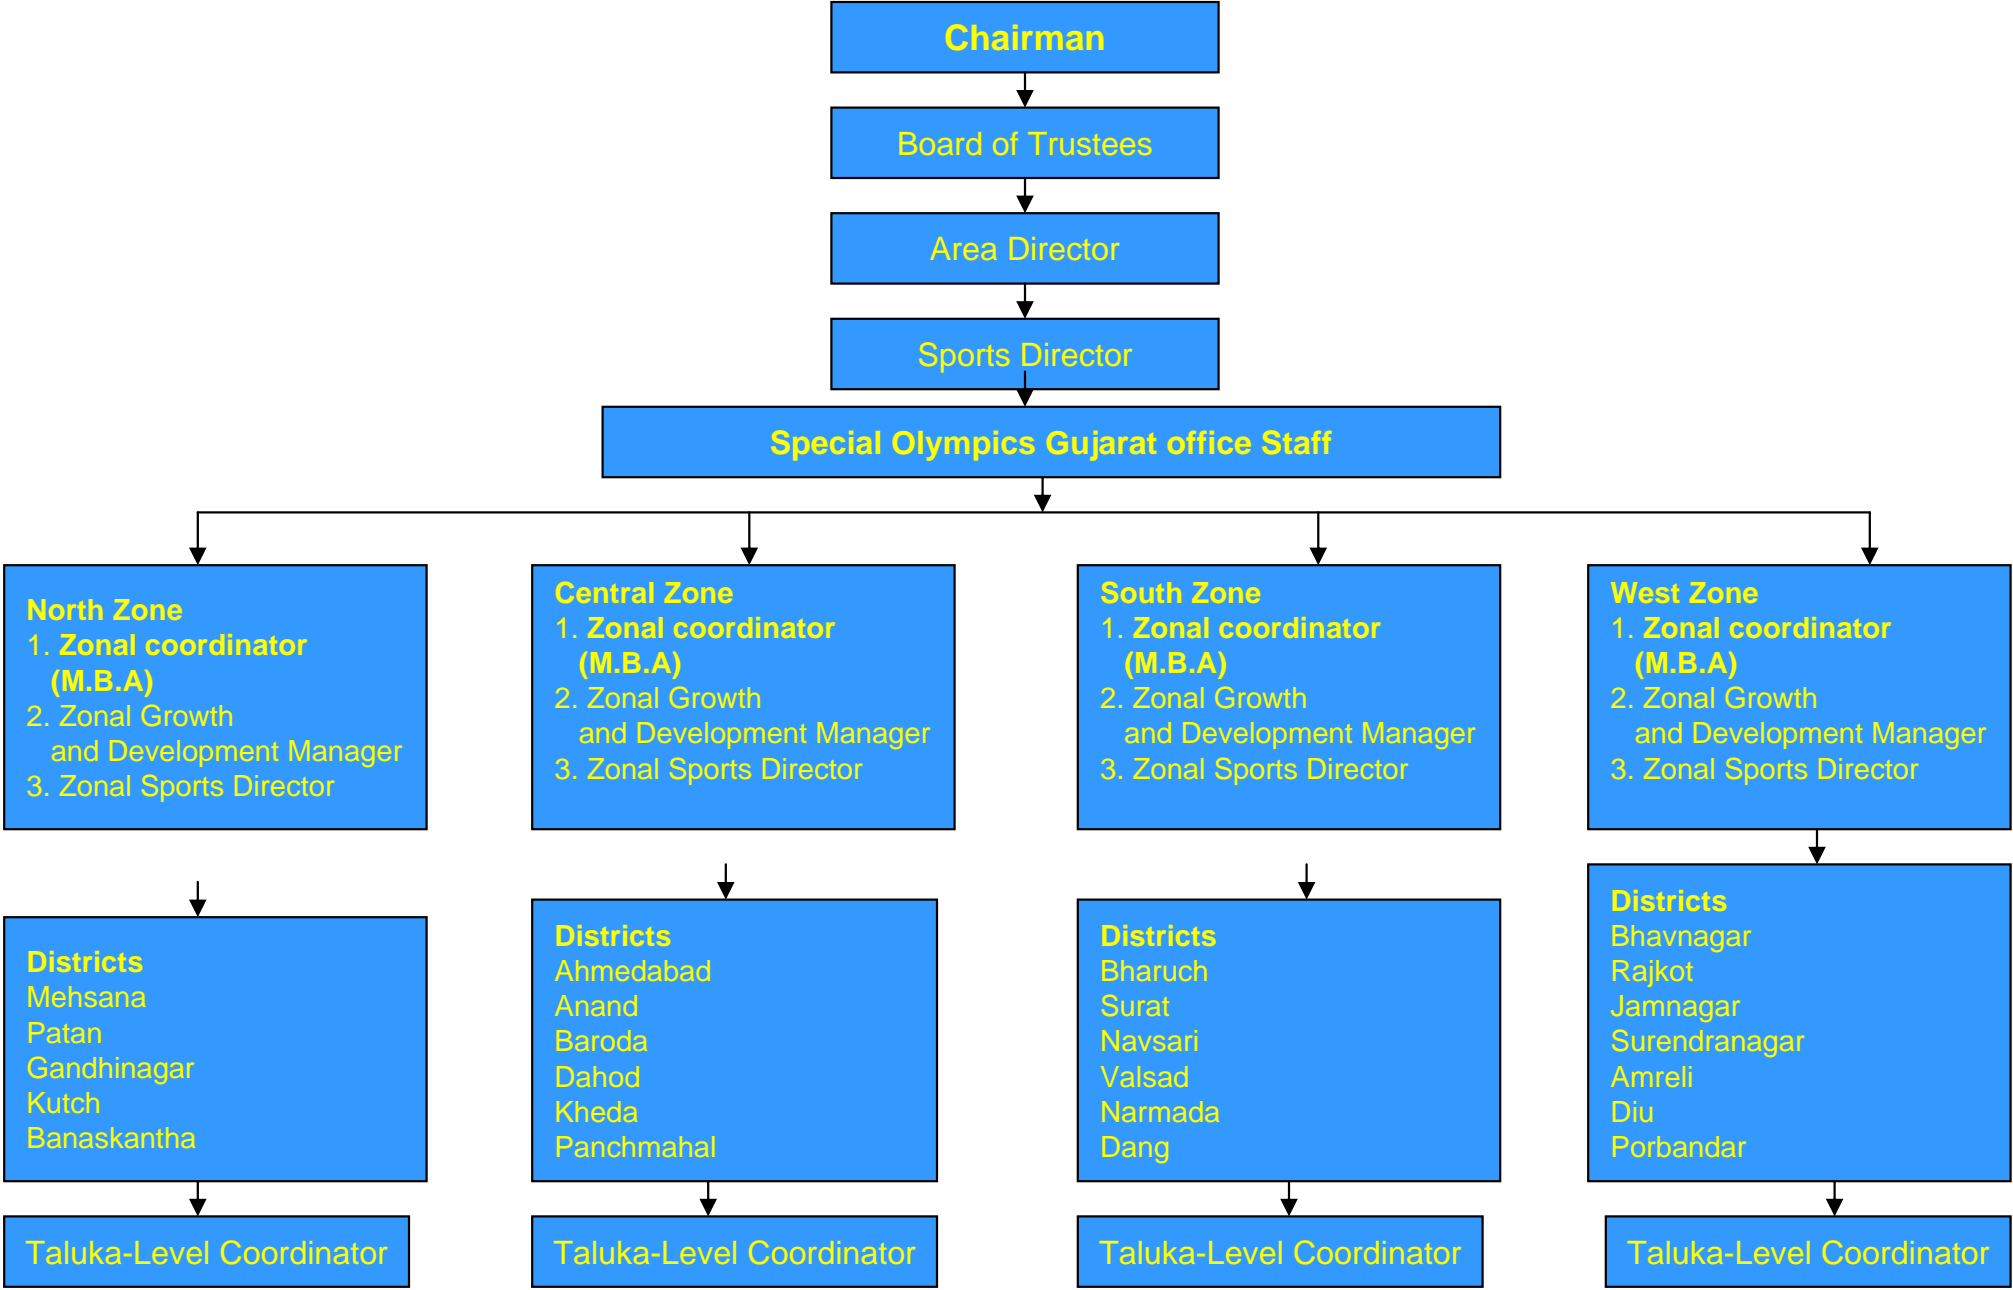 Chairman
Board of Trustees
Area Director
Sports Director
Special Olympics Gujarat office Staff
North Zone
1. Zonal coordinator
(M.B.A)
2. Zonal Growth
and Development Manager
3. Zonal Sports Director
Central Zone
1. Zonal coordinator
(M.B.A)
2. Zonal Growth
and Development Manager
3. Zonal Sports Director
South Zone
1. Zonal coordinator
(M.B.A)
2. Zonal Growth
and Development Manager
3. Zonal Sports Director
West Zone
1. Zonal coordinator
(M.B.A)
2. Zonal Growth
and Development Manager
3. Zonal Sports Director
Districts
Mehsana
Patan
Gandhinagar
Kutch
Banaskantha
Districts
Ahmedabad
Anand
Baroda
Dahod
Kheda
Panchmahal
Districts
Bharuch
Surat
Navsari
Valsad
Narmada
Dang
Districts
Bhavnagar
Rajkot
Jamnagar
Surendranagar
Amreli
Diu
Porbandar
Taluka-Level Coordinator
Taluka-Level Coordinator
Taluka-Level Coordinator
Taluka-Level Coordinator